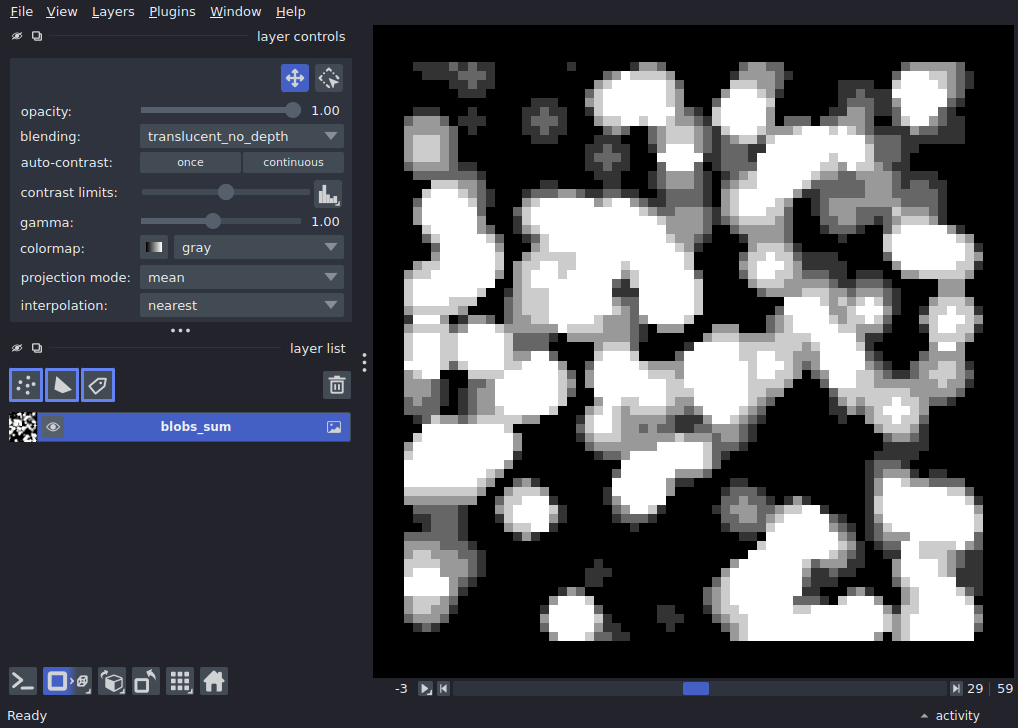 File View Layers Plugins Window Help
layer controls
opacity: 1.00
blending: translucent_no_depth
auto-contrast: once continuous
contrast limits:
gamma: 1.00
colormap: gray
projection mode: mean
interpolation: nearest
layer list
blobs_sum
-3 29 59
Ready activity